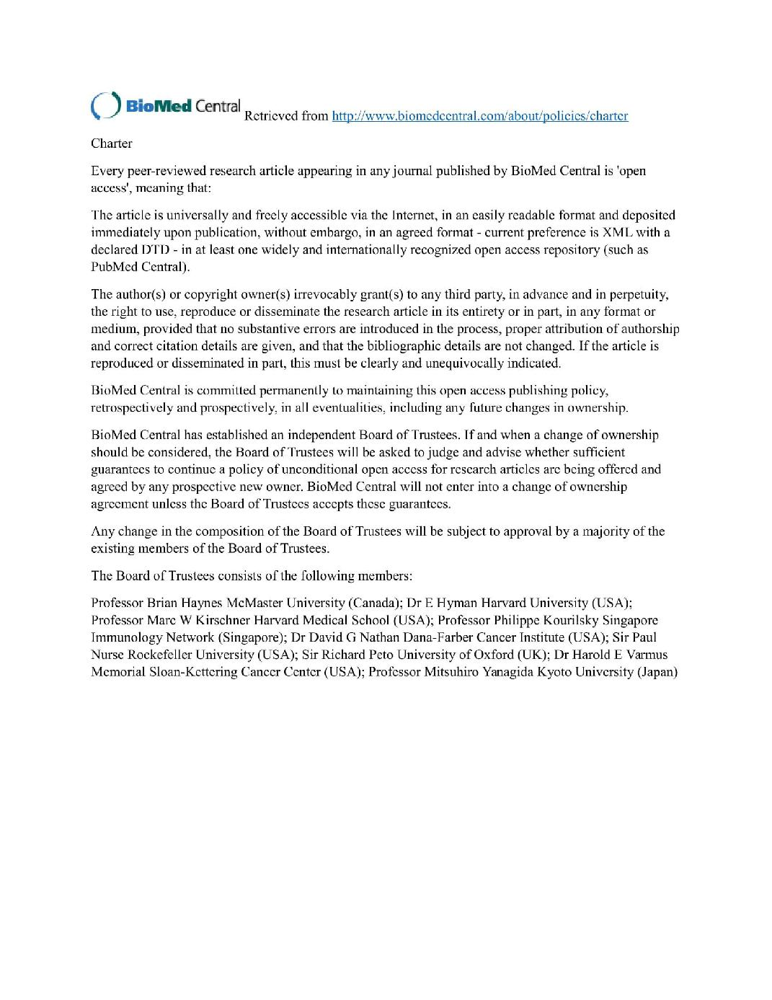 BioMed Central Retrieved from http://www.biomedcentral.com/about/policies/charter
Charter
Every peer-reviewed research article appearing in any journal published by BioMed Central is 'open
access', meaning that:
The article is universally and freely accessible via the Internet, in an easily readable format and deposited
immediately upon publication, without embargo, in an agreed format - current preference is XML with a
declared DTD - in at least one widely and internationally recognized open access repository (such as
PubMed Central).
The author(s) or copyright owner(s) irrevocably grant(s) to any third party, in advance and in perpetuity,
the right to use, reproduce or disseminate the research article in its entirety or in part, in any format or
medium, provided that no substantive errors are introduced in the process, proper attribution of authorship
and correct citation details are given, and that the bibliographic details are not changed. If the article is
reproduced or disseminated in part, this must be clearly and unequivocally indicated.
BioMed Central is committed permanently to maintaining this open access publishing policy,
retrospectively and prospectively, in all eventualities, including any future changes in ownership.
BioMed Central has established an independent Board of Trustees. If and when a change of ownership
should be considered, the Board of Trustees will be asked to judge and advise whether sufficient
guarantees to continue a policy of unconditional open access for research articles are being offered and
agreed by any prospective new owner. BioMed Central will not enter into a change of ownership
agreement unless the Board of Trustees accepts these guarantees.
Any change in the composition of the Board of Trustees will be subject to approval by a majority of the
existing members of the Board of Trustees.
The Board of Trustees consists of the following members:
Professor Brian Haynes McMaster University (Canada); Dr E Hyman Harvard University (USA);
Professor Marc W Kirschner Harvard Medical School (USA); Professor Philippe Kourilsky Singapore
Immunology Network (Singapore); Dr David G Nathan Dana-Farber Cancer Institute (USA); Sir Paul
Nurse Rockefeller University (USA); Sir Richard Peto University of Oxford (UK); Dr Harold E Varmus
Memorial Sloan-Kettering Cancer Center (USA); Professor Mitsuhiro Yanagida Kyoto University (Japan)